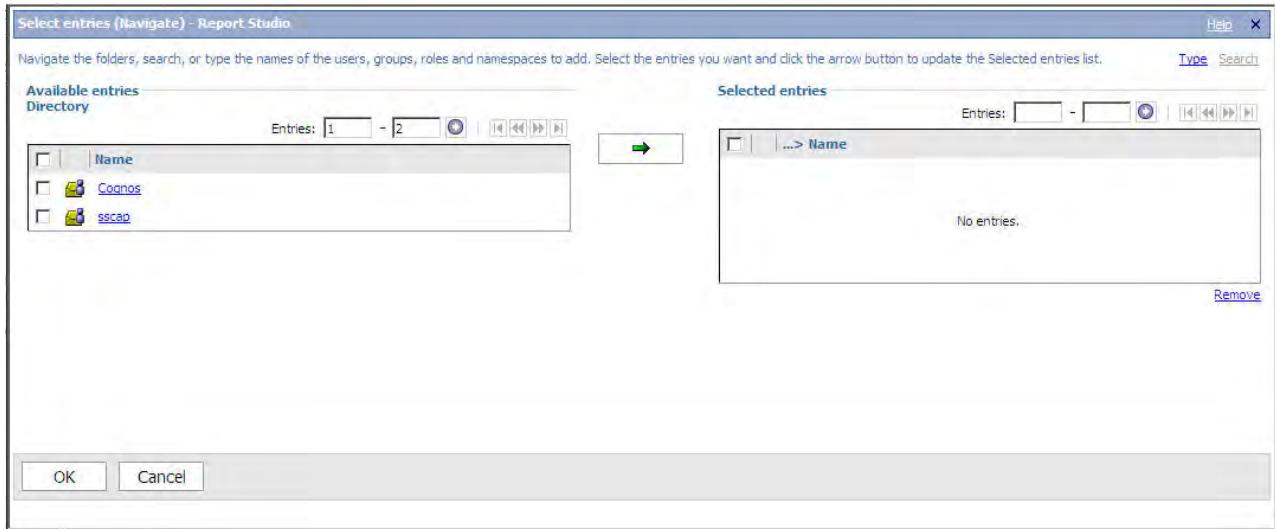 Select entries (Navigate) - Report Studio Help X
Navigate the folders, search, or type the names of the users, groups, roles and namespaces to add. Select the entries you want and click the arrow button to update the Selected entries list. Type Search
Available entries
Directory
Entries: 1 - 2
Name
Cognos
sscap
Selected entries
Entries: -
...> Name
No entries.
Remove
OK Cancel